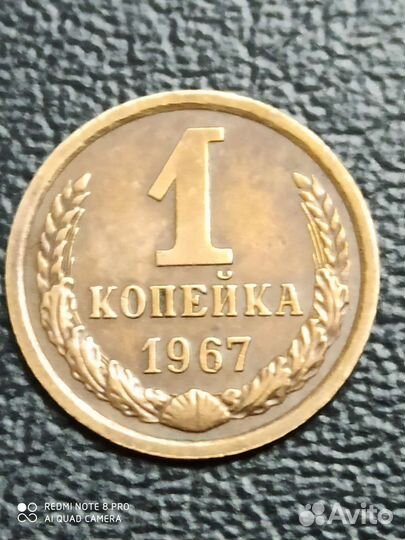 1
КОПЕЙКА
1967
REDMI NOTE 8 PRO
AI QUAD CAMERA
Avito